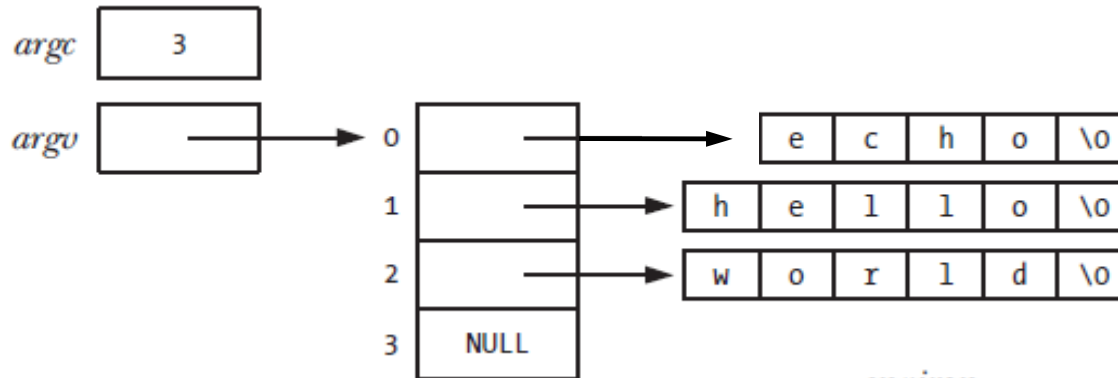 argc 3
argv 0 e c h o \0
1 h e l l o \0
2 w o r l d \0
3 NULL